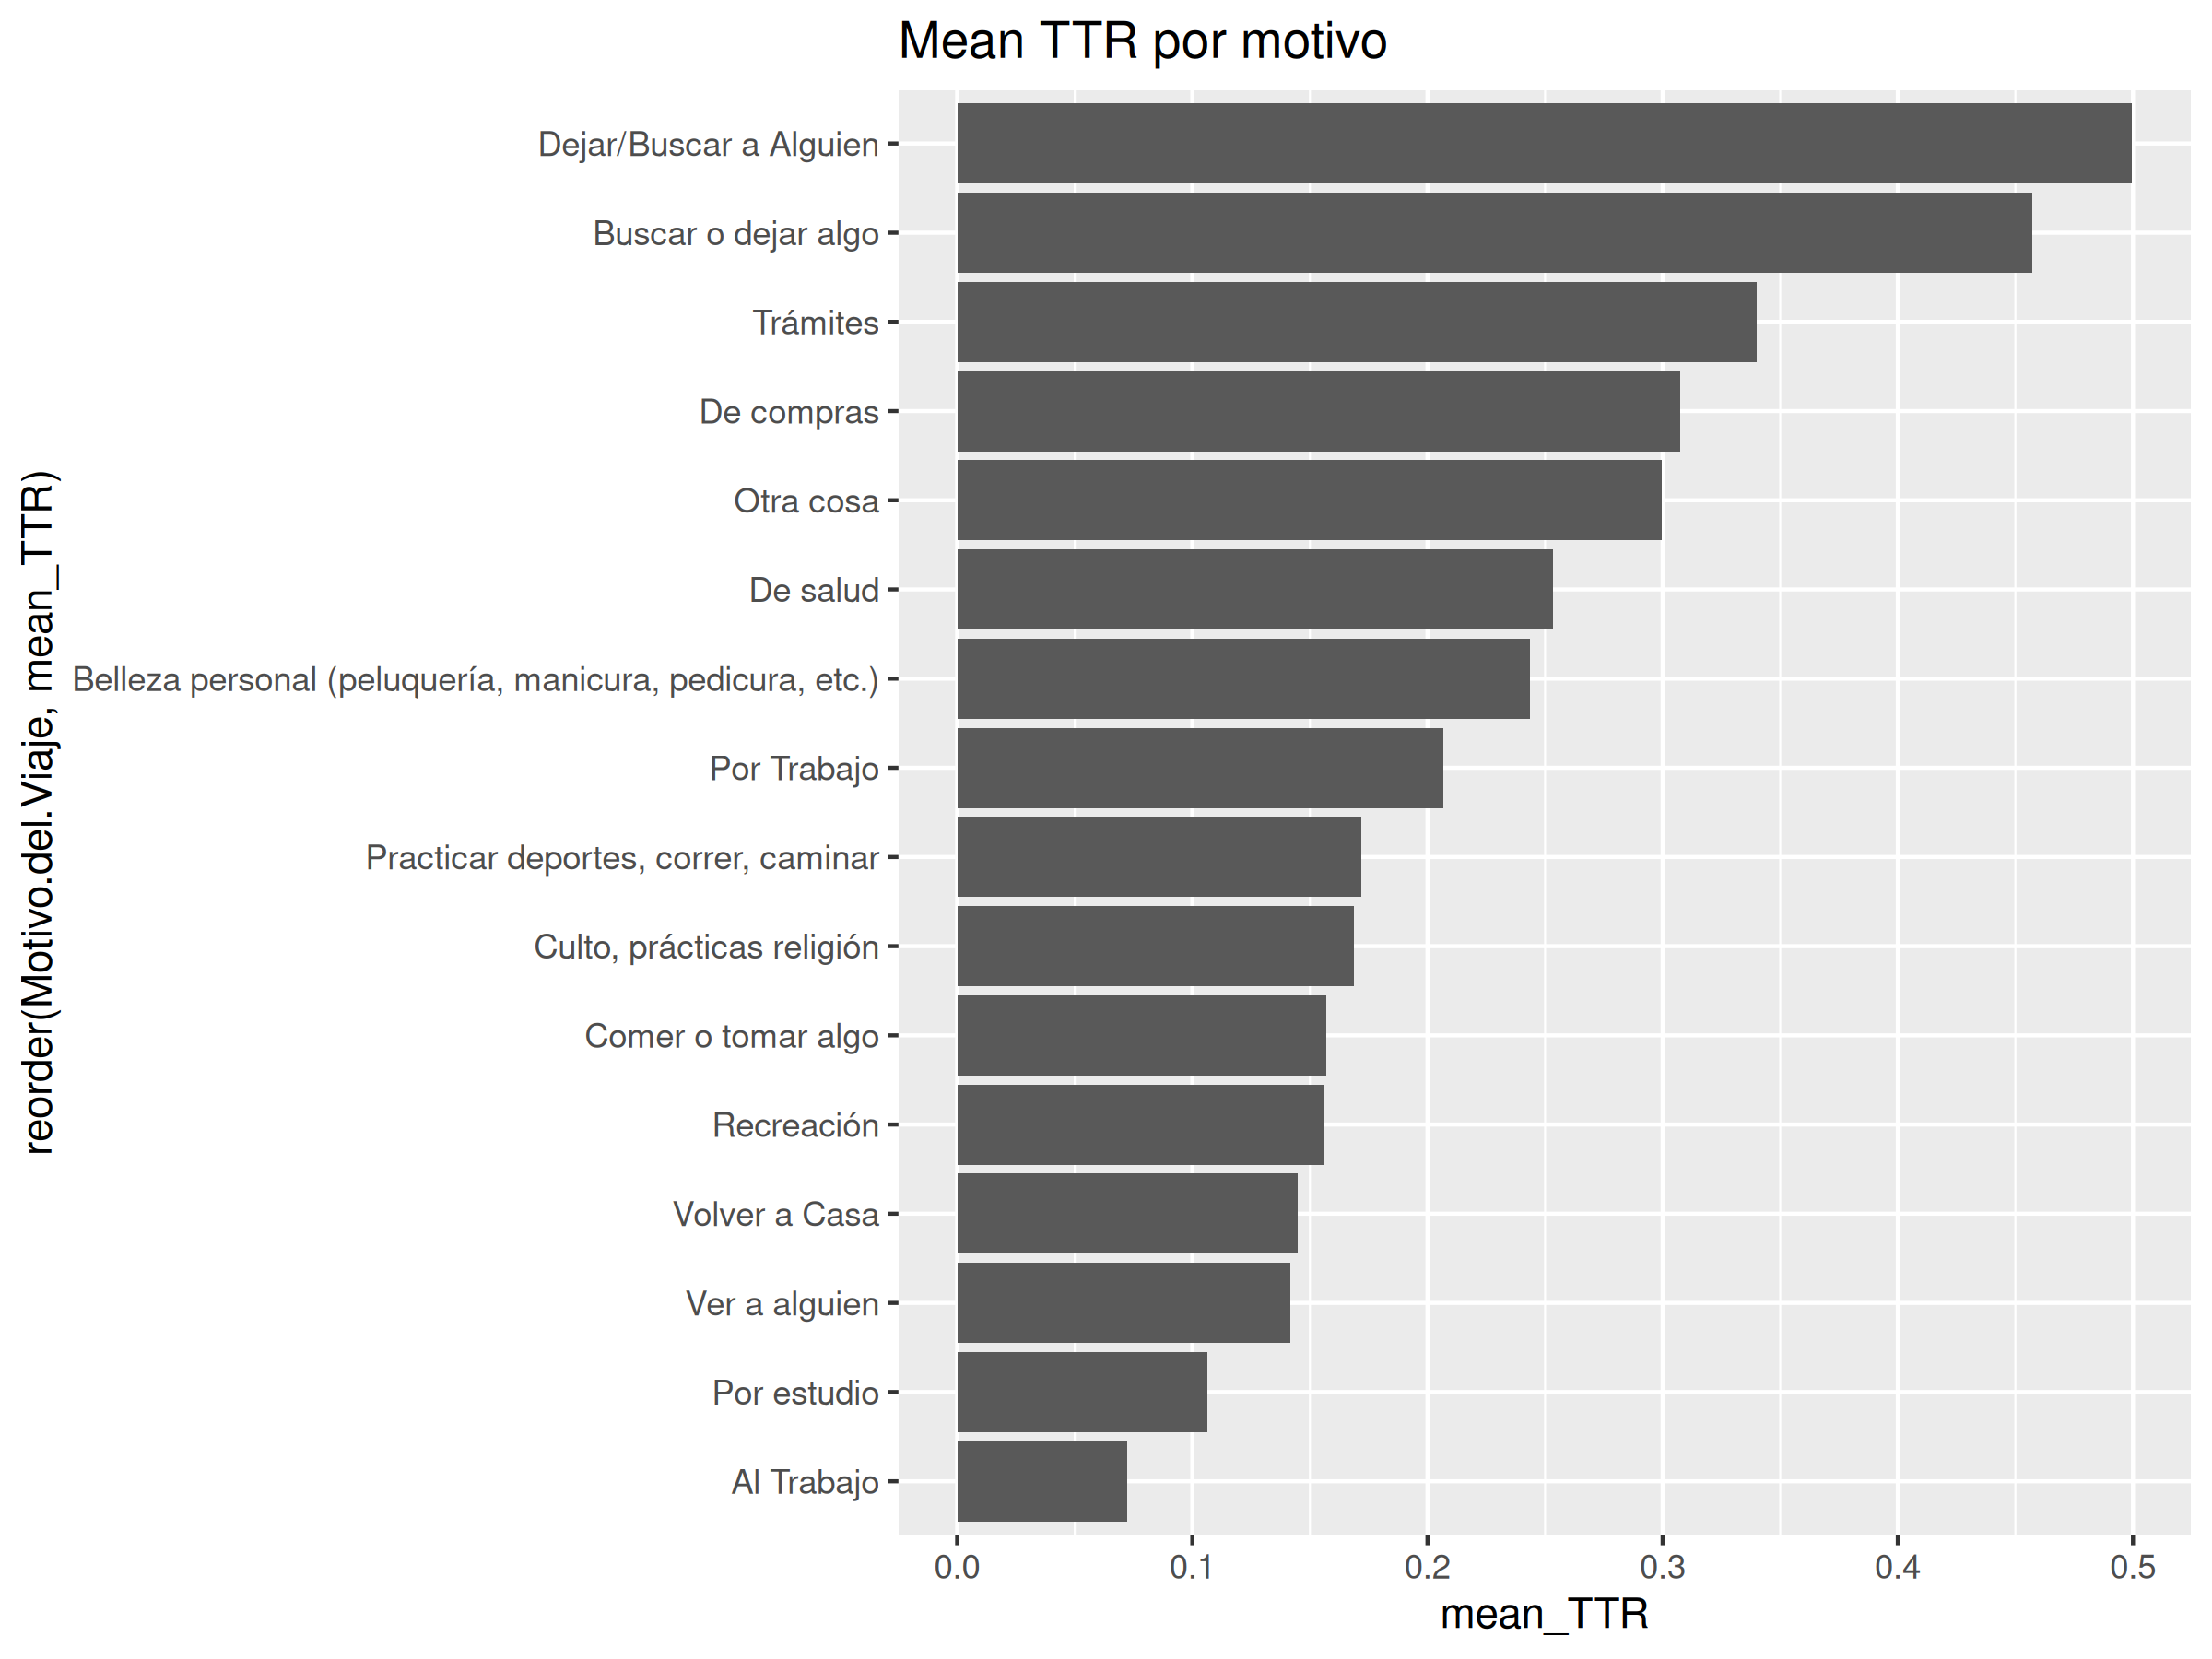 Mean TTR por motivo
reorder(Motivo.del.Viaje, mean_TTR)
Dejar/Buscar a Alguien
Buscar o dejar algo
Trámites
De compras
Otra cosa
De salud
Belleza personal (peluquería, manicura, pedicura, etc.)
Por Trabajo
Practicar deportes, correr, caminar
Culto, prácticas religión
Comer o tomar algo
Recreación
Volver a Casa
Ver a alguien
Por estudio
Al Trabajo
0.0 0.1 0.2 0.3 0.4 0.5
mean_TTR